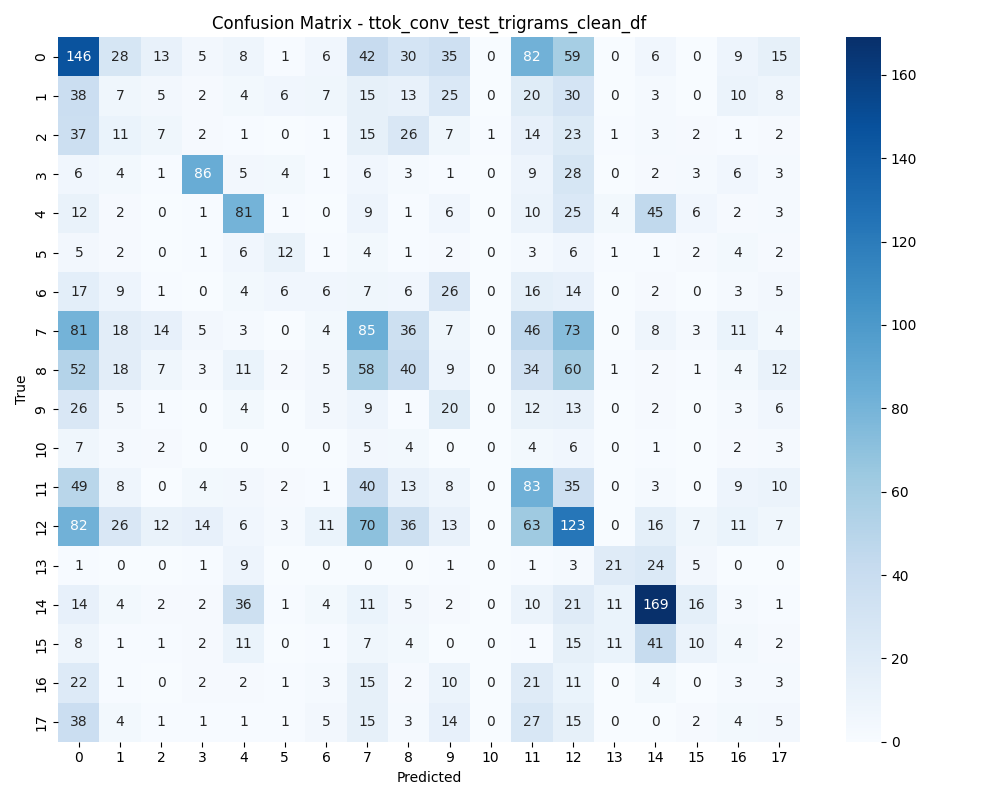 Confusion Matrix - ttok_conv_test_trigrams_clean_df
0 146 28 13 5 8 1 6 42 30 35 0 82 59 0 6 0 9 15
1 38 7 5 2 4 6 7 15 13 25 0 20 30 0 3 0 10 8
2 37 11 7 2 1 0 1 15 26 7 1 14 23 1 3 2 1 2
3 6 4 1 86 5 4 1 6 3 1 0 9 28 0 2 3 6 3
4 12 2 0 1 81 1 0 9 1 6 0 10 25 4 45 6 2 3
5 5 2 0 1 6 12 1 4 1 2 0 3 6 1 1 2 4 2
6 17 9 1 0 4 6 6 7 6 26 0 16 14 0 2 0 3 5
7 81 18 14 5 3 0 4 85 36 7 0 46 73 0 8 3 11 4
8 52 18 7 3 11 2 5 58 40 9 0 34 60 1 2 1 4 12
9 26 5 1 0 4 0 5 9 1 20 0 12 13 0 2 0 3 6
10 7 3 2 0 0 0 0 5 4 0 0 4 6 0 1 0 2 3
11 49 8 0 4 5 2 1 40 13 8 0 83 35 0 3 0 9 10
12 82 26 12 14 6 3 11 70 36 13 0 63 123 0 16 7 11 7
13 1 0 0 1 9 0 0 0 0 1 0 1 3 21 24 5 0 0
14 14 4 2 2 36 1 4 11 5 2 0 10 21 11 169 16 3 1
15 8 1 1 2 11 0 1 7 4 0 0 1 15 11 41 10 4 2
16 22 1 0 2 2 1 3 15 2 10 0 21 11 0 4 0 3 3
17 38 4 1 1 1 1 5 15 3 14 0 27 15 0 0 2 4 5
0 1 2 3 4 5 6 7 8 9 10 11 12 13 14 15 16 17
Predicted
True
160
140
120
100
80
60
40
20
0